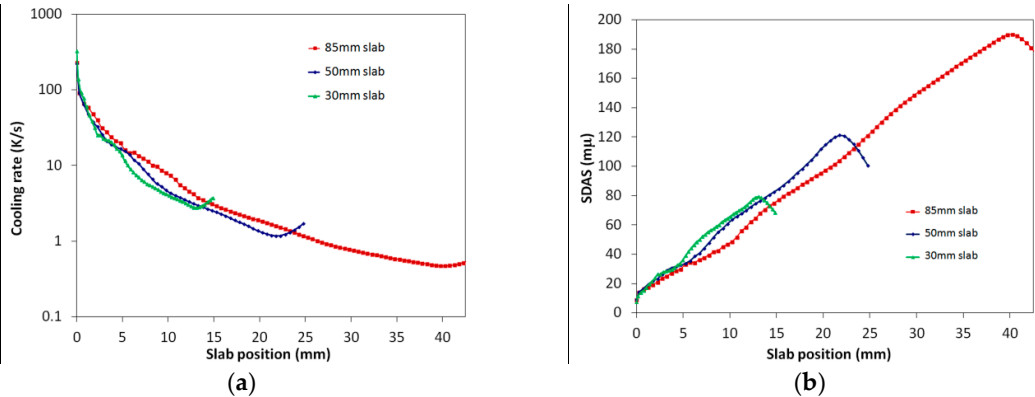 1000
100
10
1
0.1
Cooling rate (K/s)
85mm slab
50mm slab
30mm slab
0 5 10 15 20 25 30 35 40
Slab position (mm)
(a)
200
180
160
140
120
100
80
60
40
20
0
SDAS (mμ)
85mm slab
50mm slab
30mm slab
0 5 10 15 20 25 30 35 40
Slab position (mm)
(b)